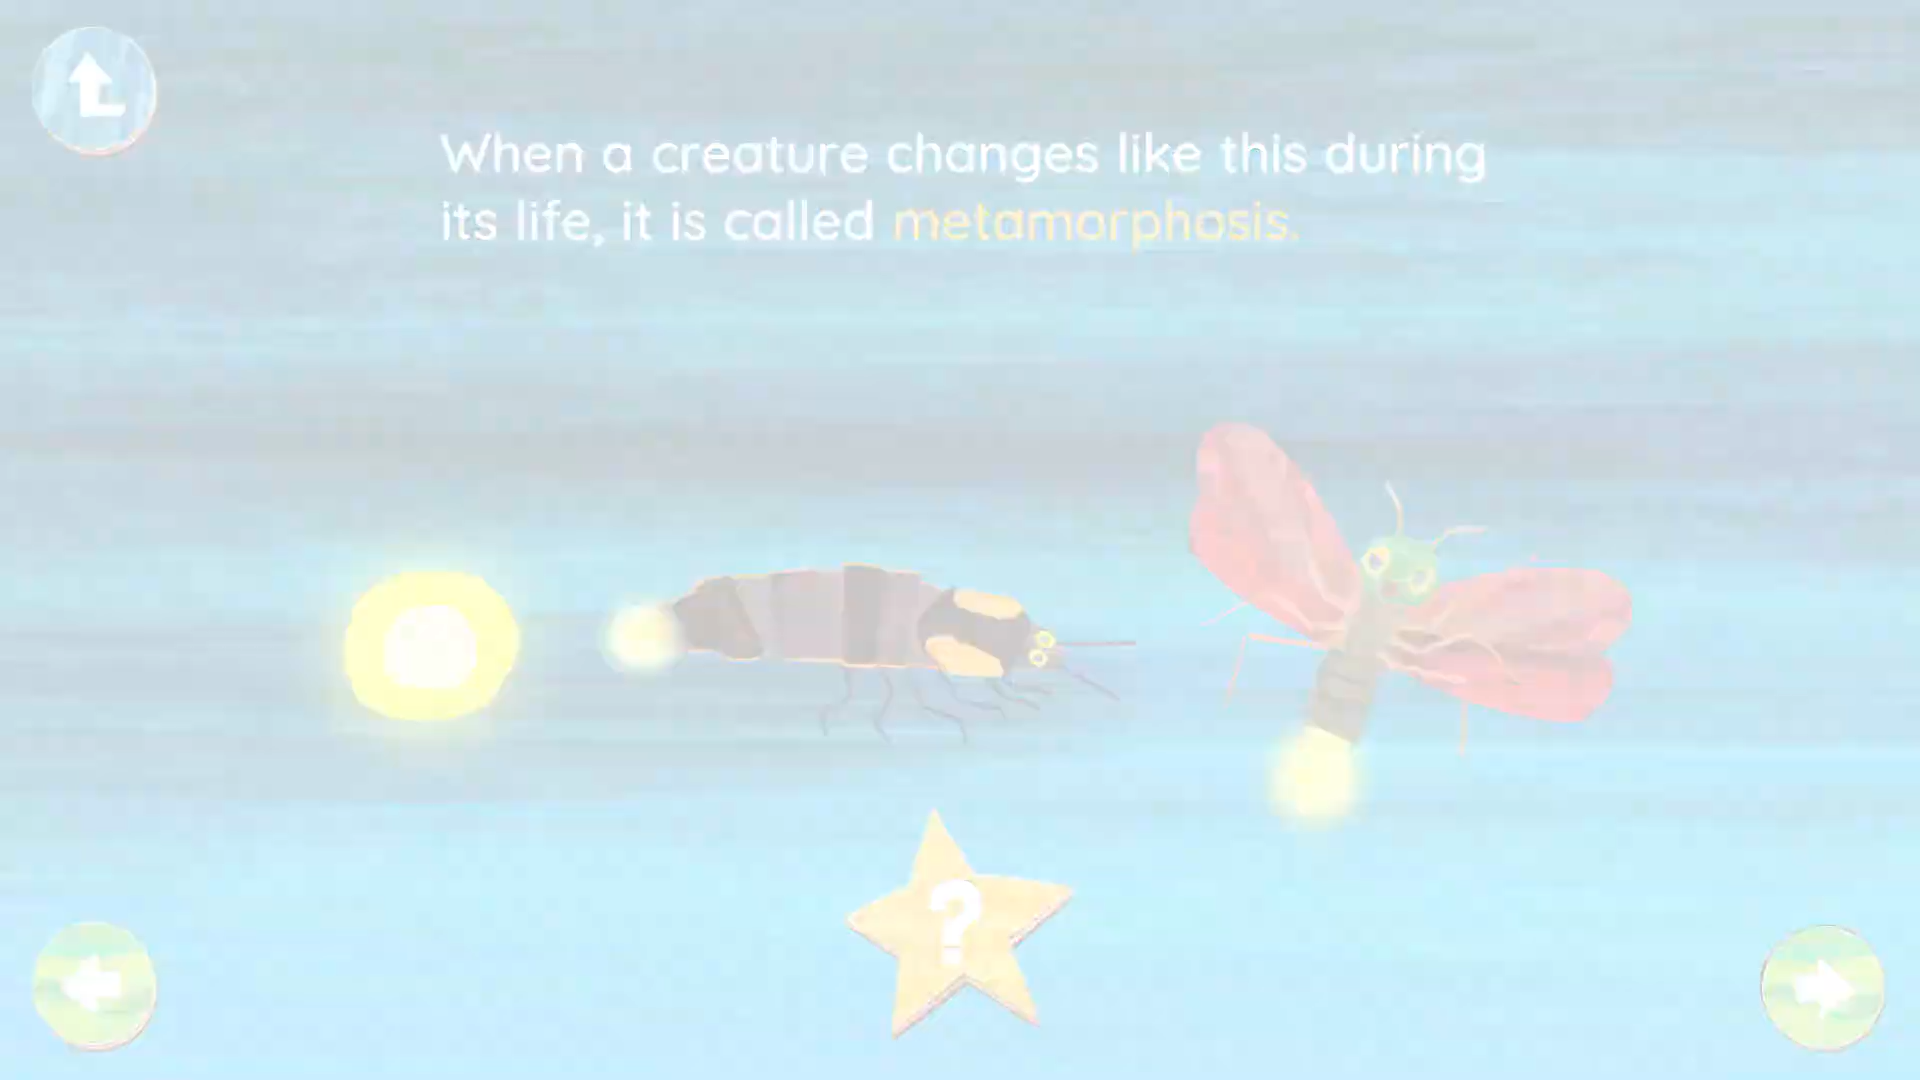 When a creature changes like this during
its life, it is called metamorphosis.
?